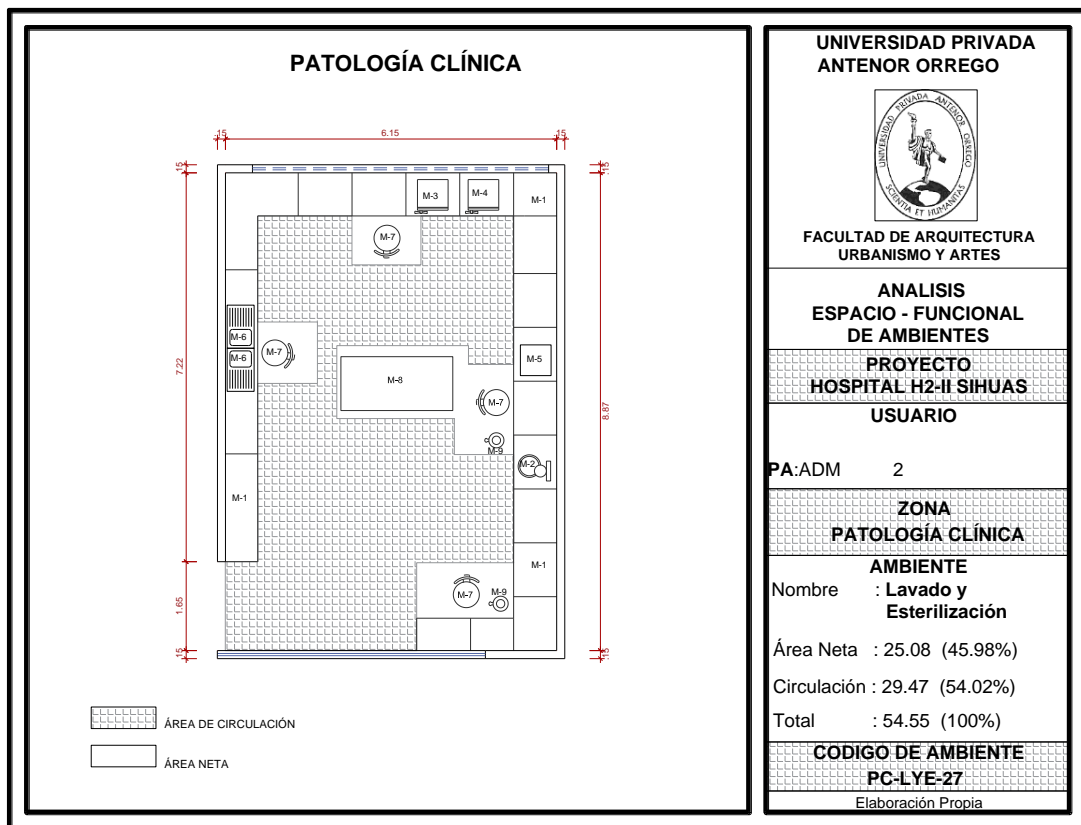 PATOLOGÍA CLÍNICA
.15
6.15
.15
.15
.15
M-3
M-4
M-1
M-7
M-6
M-6
M-7
M-5
M-8
7.22
8.87
M-7
M-9
M-2
M-1
M-1
M-7
M-9
1.65
.15
.15
ÁREA DE CIRCULACIÓN
ÁREA NETA
UNIVERSIDAD PRIVADA
ANTENOR ORREGO
UNIVERSIDAD PRIVADA ANTENOR ORREGO
SCIENTIA ET HUMANITAS
FACULTAD DE ARQUITECTURA
URBANISMO Y ARTES
ANALISIS
ESPACIO - FUNCIONAL
DE AMBIENTES
PROYECTO
HOSPITAL H2-II SIHUAS
USUARIO
PA:ADM 2
ZONA
PATOLOGÍA CLÍNICA
AMBIENTE
Nombre : Lavado y
Esterilización
Área Neta : 25.08 (45.98%)
Circulación : 29.47 (54.02%)
Total : 54.55 (100%)
CODIGO DE AMBIENTE
PC-LYE-27
Elaboración Propia